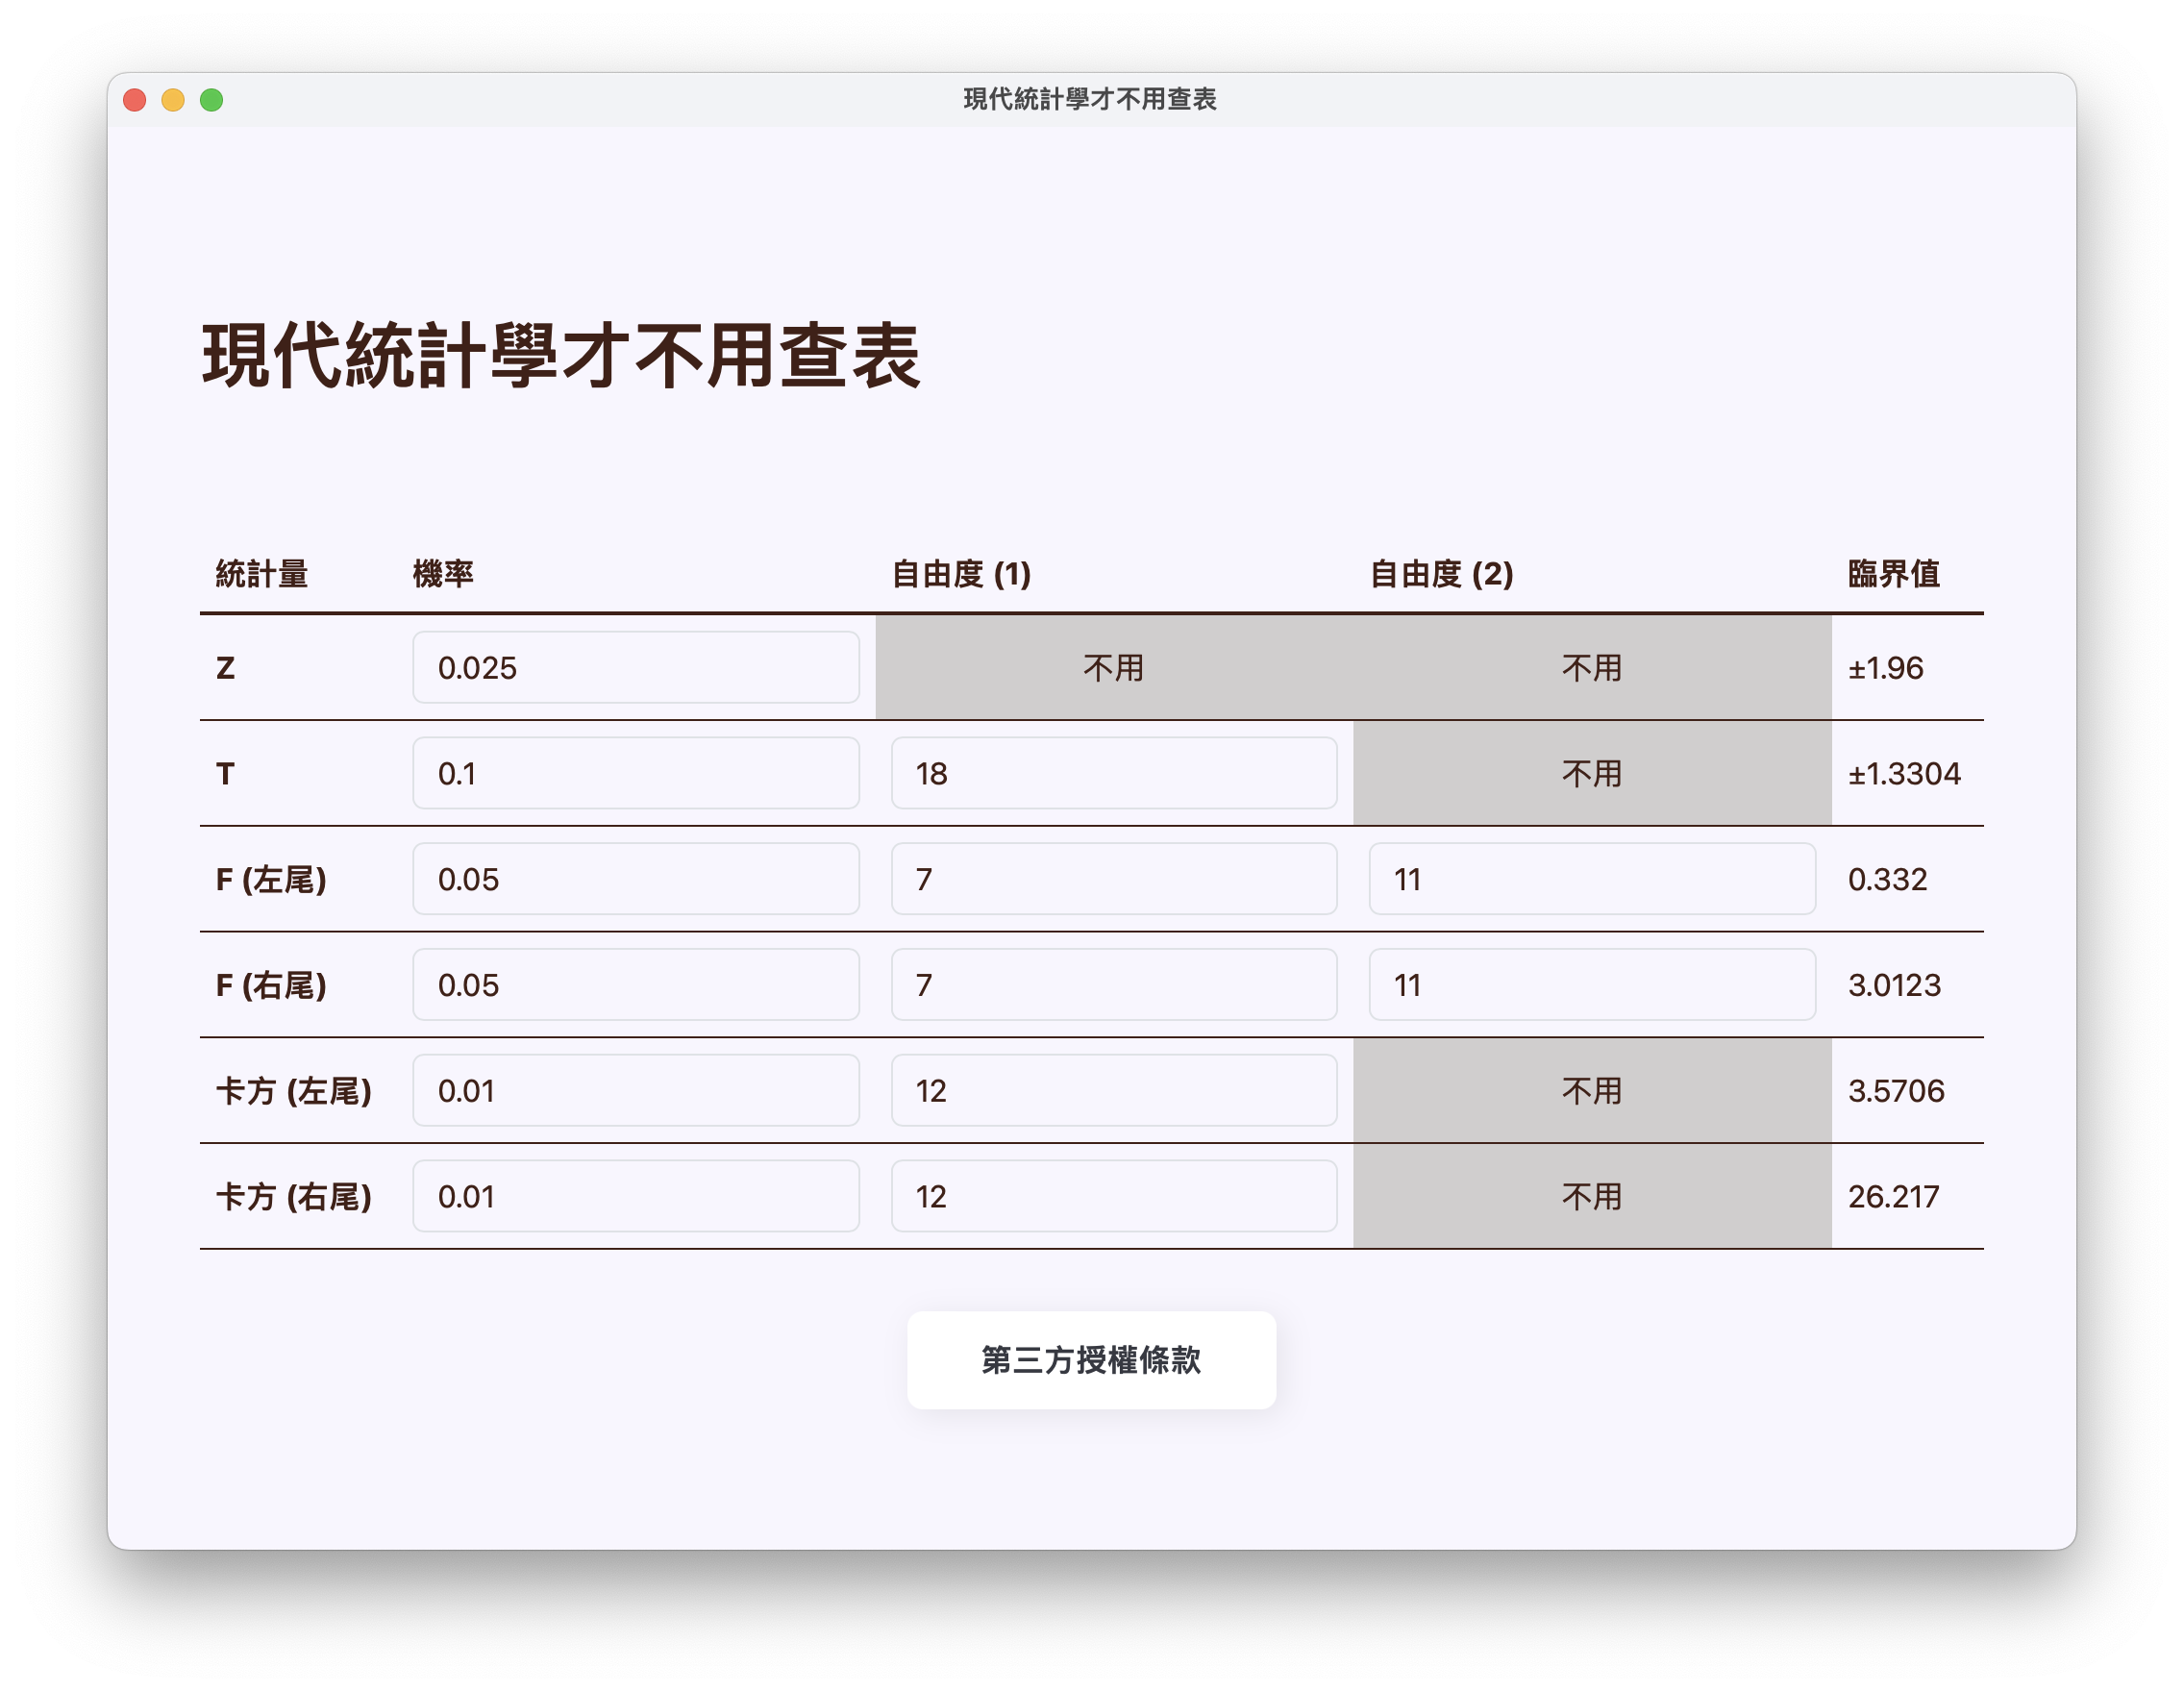 現代統計學才不用查表
現代統計學才不用查表
統計量 機率 自由度 (1) 自由度 (2) 臨界值
Z 0.025 不用 不用 ±1.96
T 0.1 18 不用 ±1.3304
F (左尾) 0.05 7 11 0.332
F (右尾) 0.05 7 11 3.0123
卡方 (左尾) 0.01 12 不用 3.5706
卡方 (右尾) 0.01 12 不用 26.217
第三方授權條款